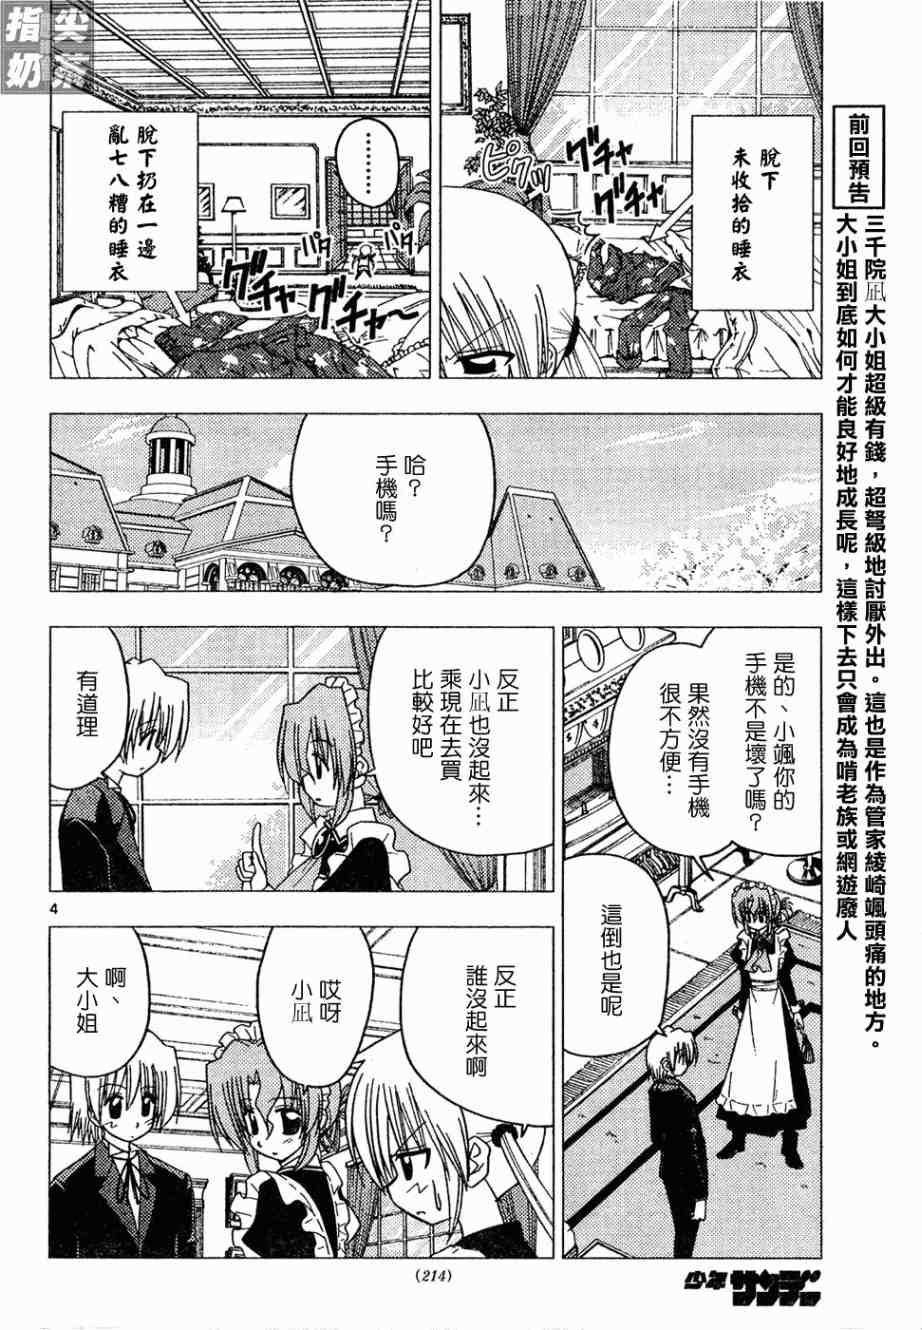 指尖
奶茶
前回預告
三千院凪大小姐超級有錢，超弩級地討厭外出。這也是作為管家綾崎颯頭痛的地方。
大小姐到底如何才能良好地成長呢，這樣下去只會成為啃老族或網遊廢人
脫下
未收拾的睡衣
グチャ
グチャ
ピクッ
………
脫下扔在一邊
亂七八糟的睡衣
パタ
パタ
グチャ
グチャ〜
哈？
手機嗎？
是的、小颯你的
手機不是壞了嗎？
果然沒有手機
很不方便…
這倒也是呢
反正
小凪也沒起來…
乘現在去買
比較好吧
有道理
反正
誰沒起來啊
哎呀
小凪
啊、
大小姐
4
(214)
少年サンデー